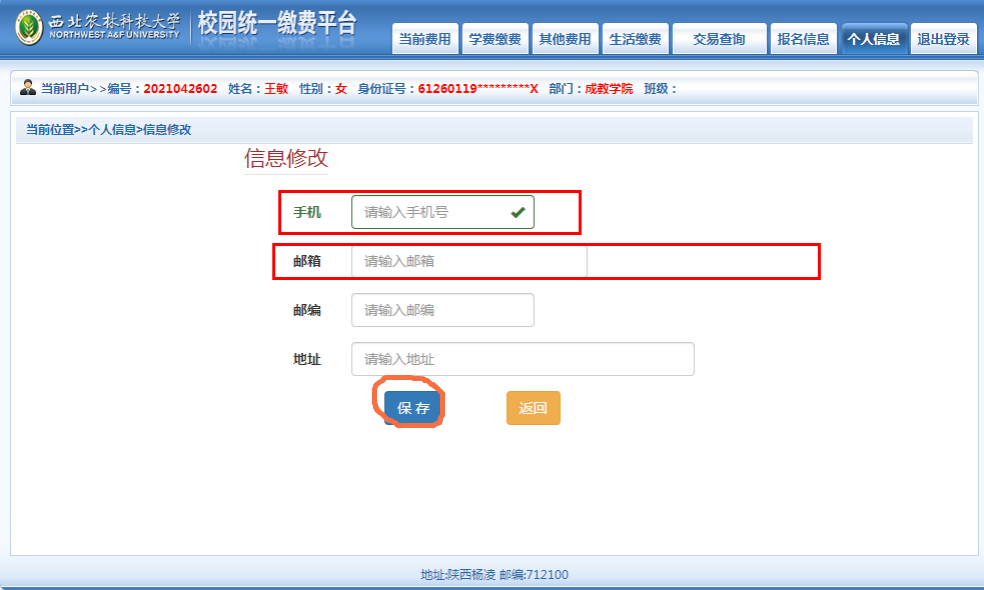 西北农林科技大学 校园统一缴费平台
NORTHWEST A&F UNIVERSITY
当前费用 学费缴费 其他费用 生活缴费 交易查询 报名信息 个人信息 退出登录
当前用户>>编号：2021042602 姓名：王敏 性别：女 身份证号：61260119*********X 部门：成教学院 班级：
当前位置>>个人信息>信息修改
信息修改
手机 请输入手机号
邮箱 请输入邮箱
邮编 请输入邮编
地址 请输入地址
保 存 返回
地址:陕西杨凌 邮编:712100